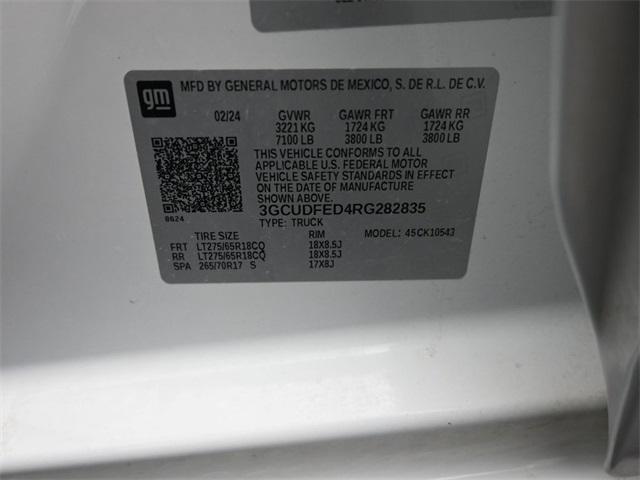 MFD BY GENERAL MOTORS DE MEXICO, S. DE R.L. DE C.V.
gm
02/24 GVWR GAWR FRT GAWR RR
3221 KG 1724 KG 1724 KG
7100 LB 3800 LB 3800 LB
THIS VEHICLE CONFORMS TO ALL
APPLICABLE U.S. FEDERAL MOTOR
VEHICLE SAFETY STANDARDS IN EFFECT
ON THE DATE OF MANUFACTURE
SHOWN ABOVE.
3GCUDFED4RG282835
0624
TYPE: TRUCK
TIRE SIZE RIM MODEL: 45CK10543
FRT LT275/65R18CQ 18X8.5J
RR LT275/65R18CQ 18X8.5J
SPA 265/70R17 S 17X8J